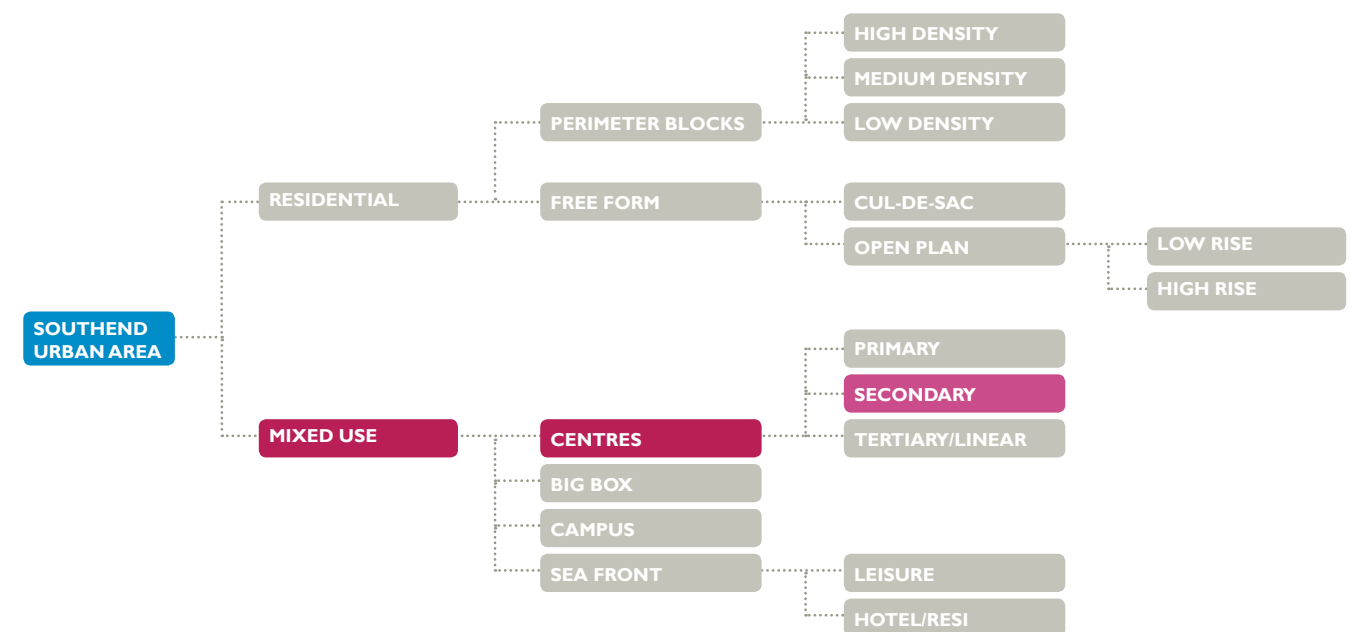 HIGH DENSITY
MEDIUM DENSITY
PERIMETER BLOCKS
LOW DENSITY
RESIDENTIAL
FREE FORM
CUL-DE-SAC
OPEN PLAN
LOW RISE
HIGH RISE
SOUTHEND
URBAN AREA
PRIMARY
SECONDARY
MIXED USE
CENTRES
TERTIARY/LINEAR
BIG BOX
CAMPUS
SEA FRONT
LEISURE
HOTEL/RESI